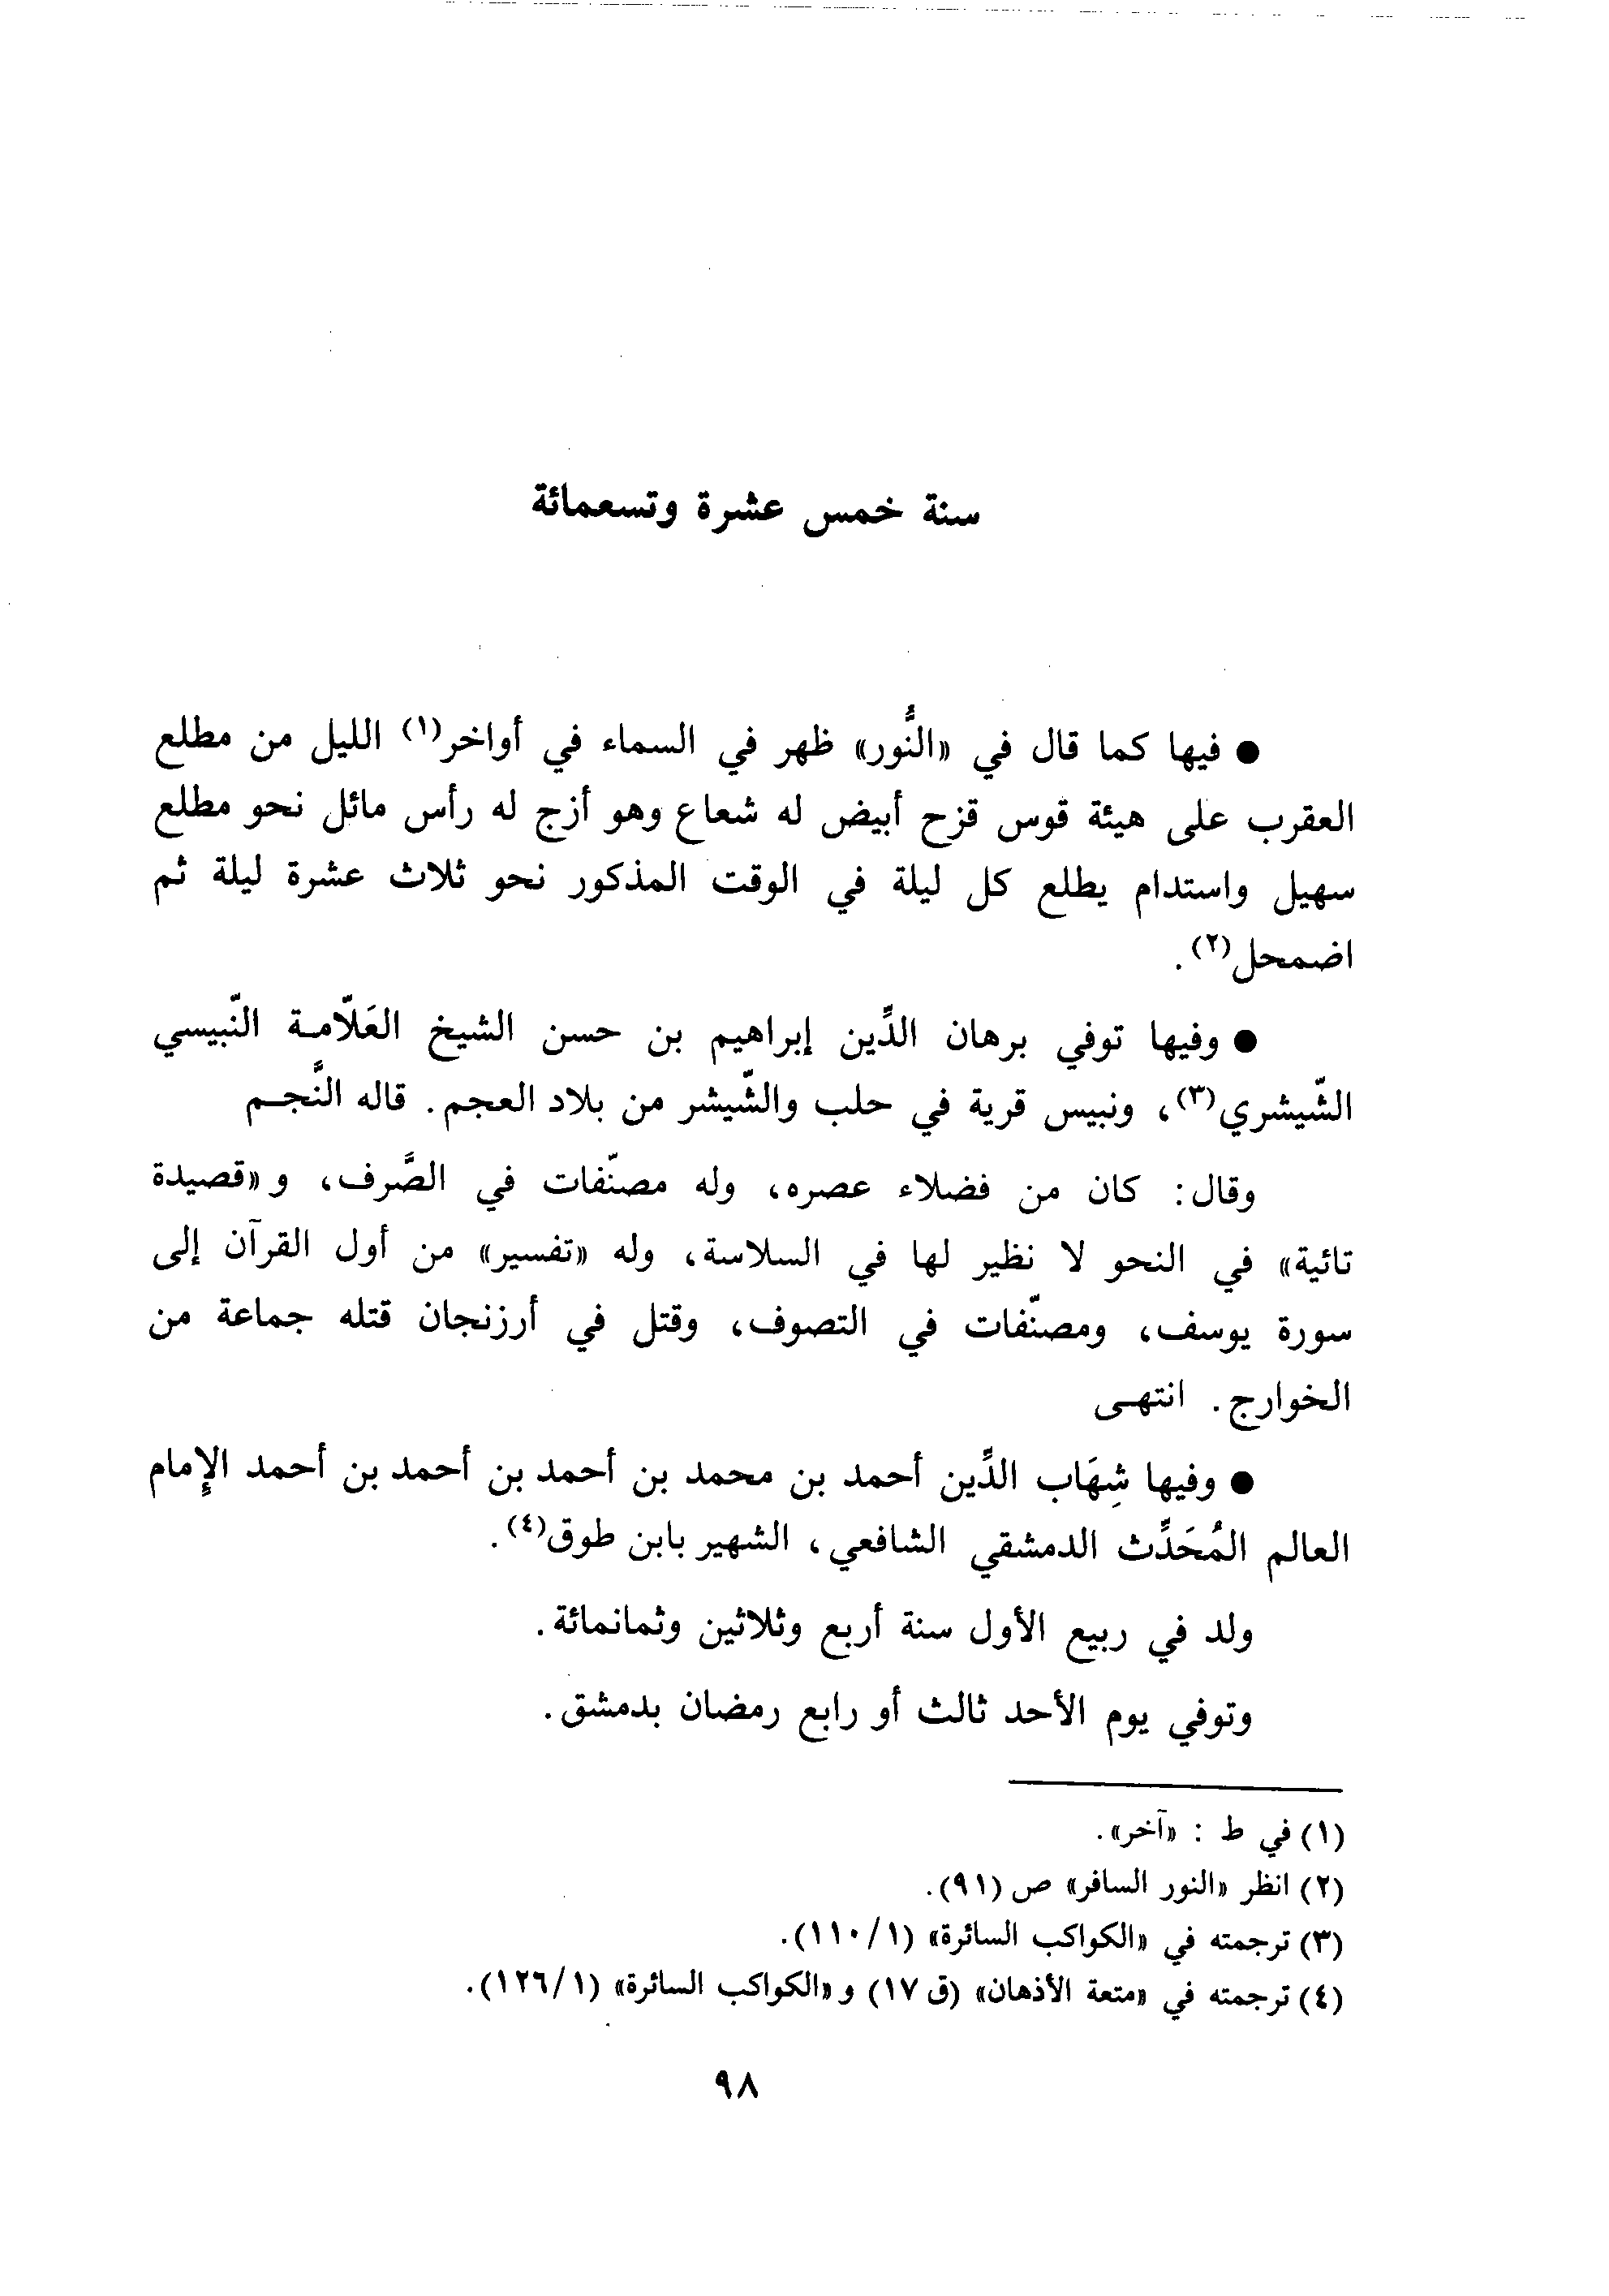 سنة خمس عشرة وتسعمائة
● فيها كما قال في «النُّور» ظهر في السماء في أواخر(١) الليل من مطلع
العقرب على هيئة قوس قزح أبيض له شعاع وهو أزج له رأس مائل نحو مطلع
سهيل واستدام يطلع كل ليلة في الوقت المذكور نحو ثلاث عشرة ليلة ثم
اضمحل(٢).
● وفيها توفي برهان الدِّين إبراهيم بن حسن الشيخ العَلّامة النّبيسي
الشّيشري(٣)، ونبيس قرية في حلب والشّيشر من بلاد العجم. قاله النَّجم
وقال: كان من فضلاء عصره، وله مصنّفات في الصَّرف، و«قصيدة
تائية» في النحو لا نظير لها في السلاسة، وله «تفسير» من أول القرآن إلى
سورة يوسف، ومصنّفات في التصوف، وقتل في أرزنجان قتله جماعة من
الخوارج. انتهى
● وفيها شِهَاب الدِّين أحمد بن محمد بن أحمد بن أحمد بن أحمد الإِمام
العالم المُحَدِّث الدمشقي الشافعي، الشهير بابن طوق(٤).
ولد في ربيع الأول سنة أربع وثلاثين وثمانمائة.
وتوفي يوم الأحد ثالث أو رابع رمضان بدمشق.
(١) في ط : «آخر».
(٢) انظر «النور السافر» ص (٩١).
(٣) ترجمته في «الكواكب السائرة» (١/١١٠).
(٤) ترجمته في «متعة الأذهان» (ق ١٧) و«الكواكب السائرة» (١/١٢٦).
٩٨